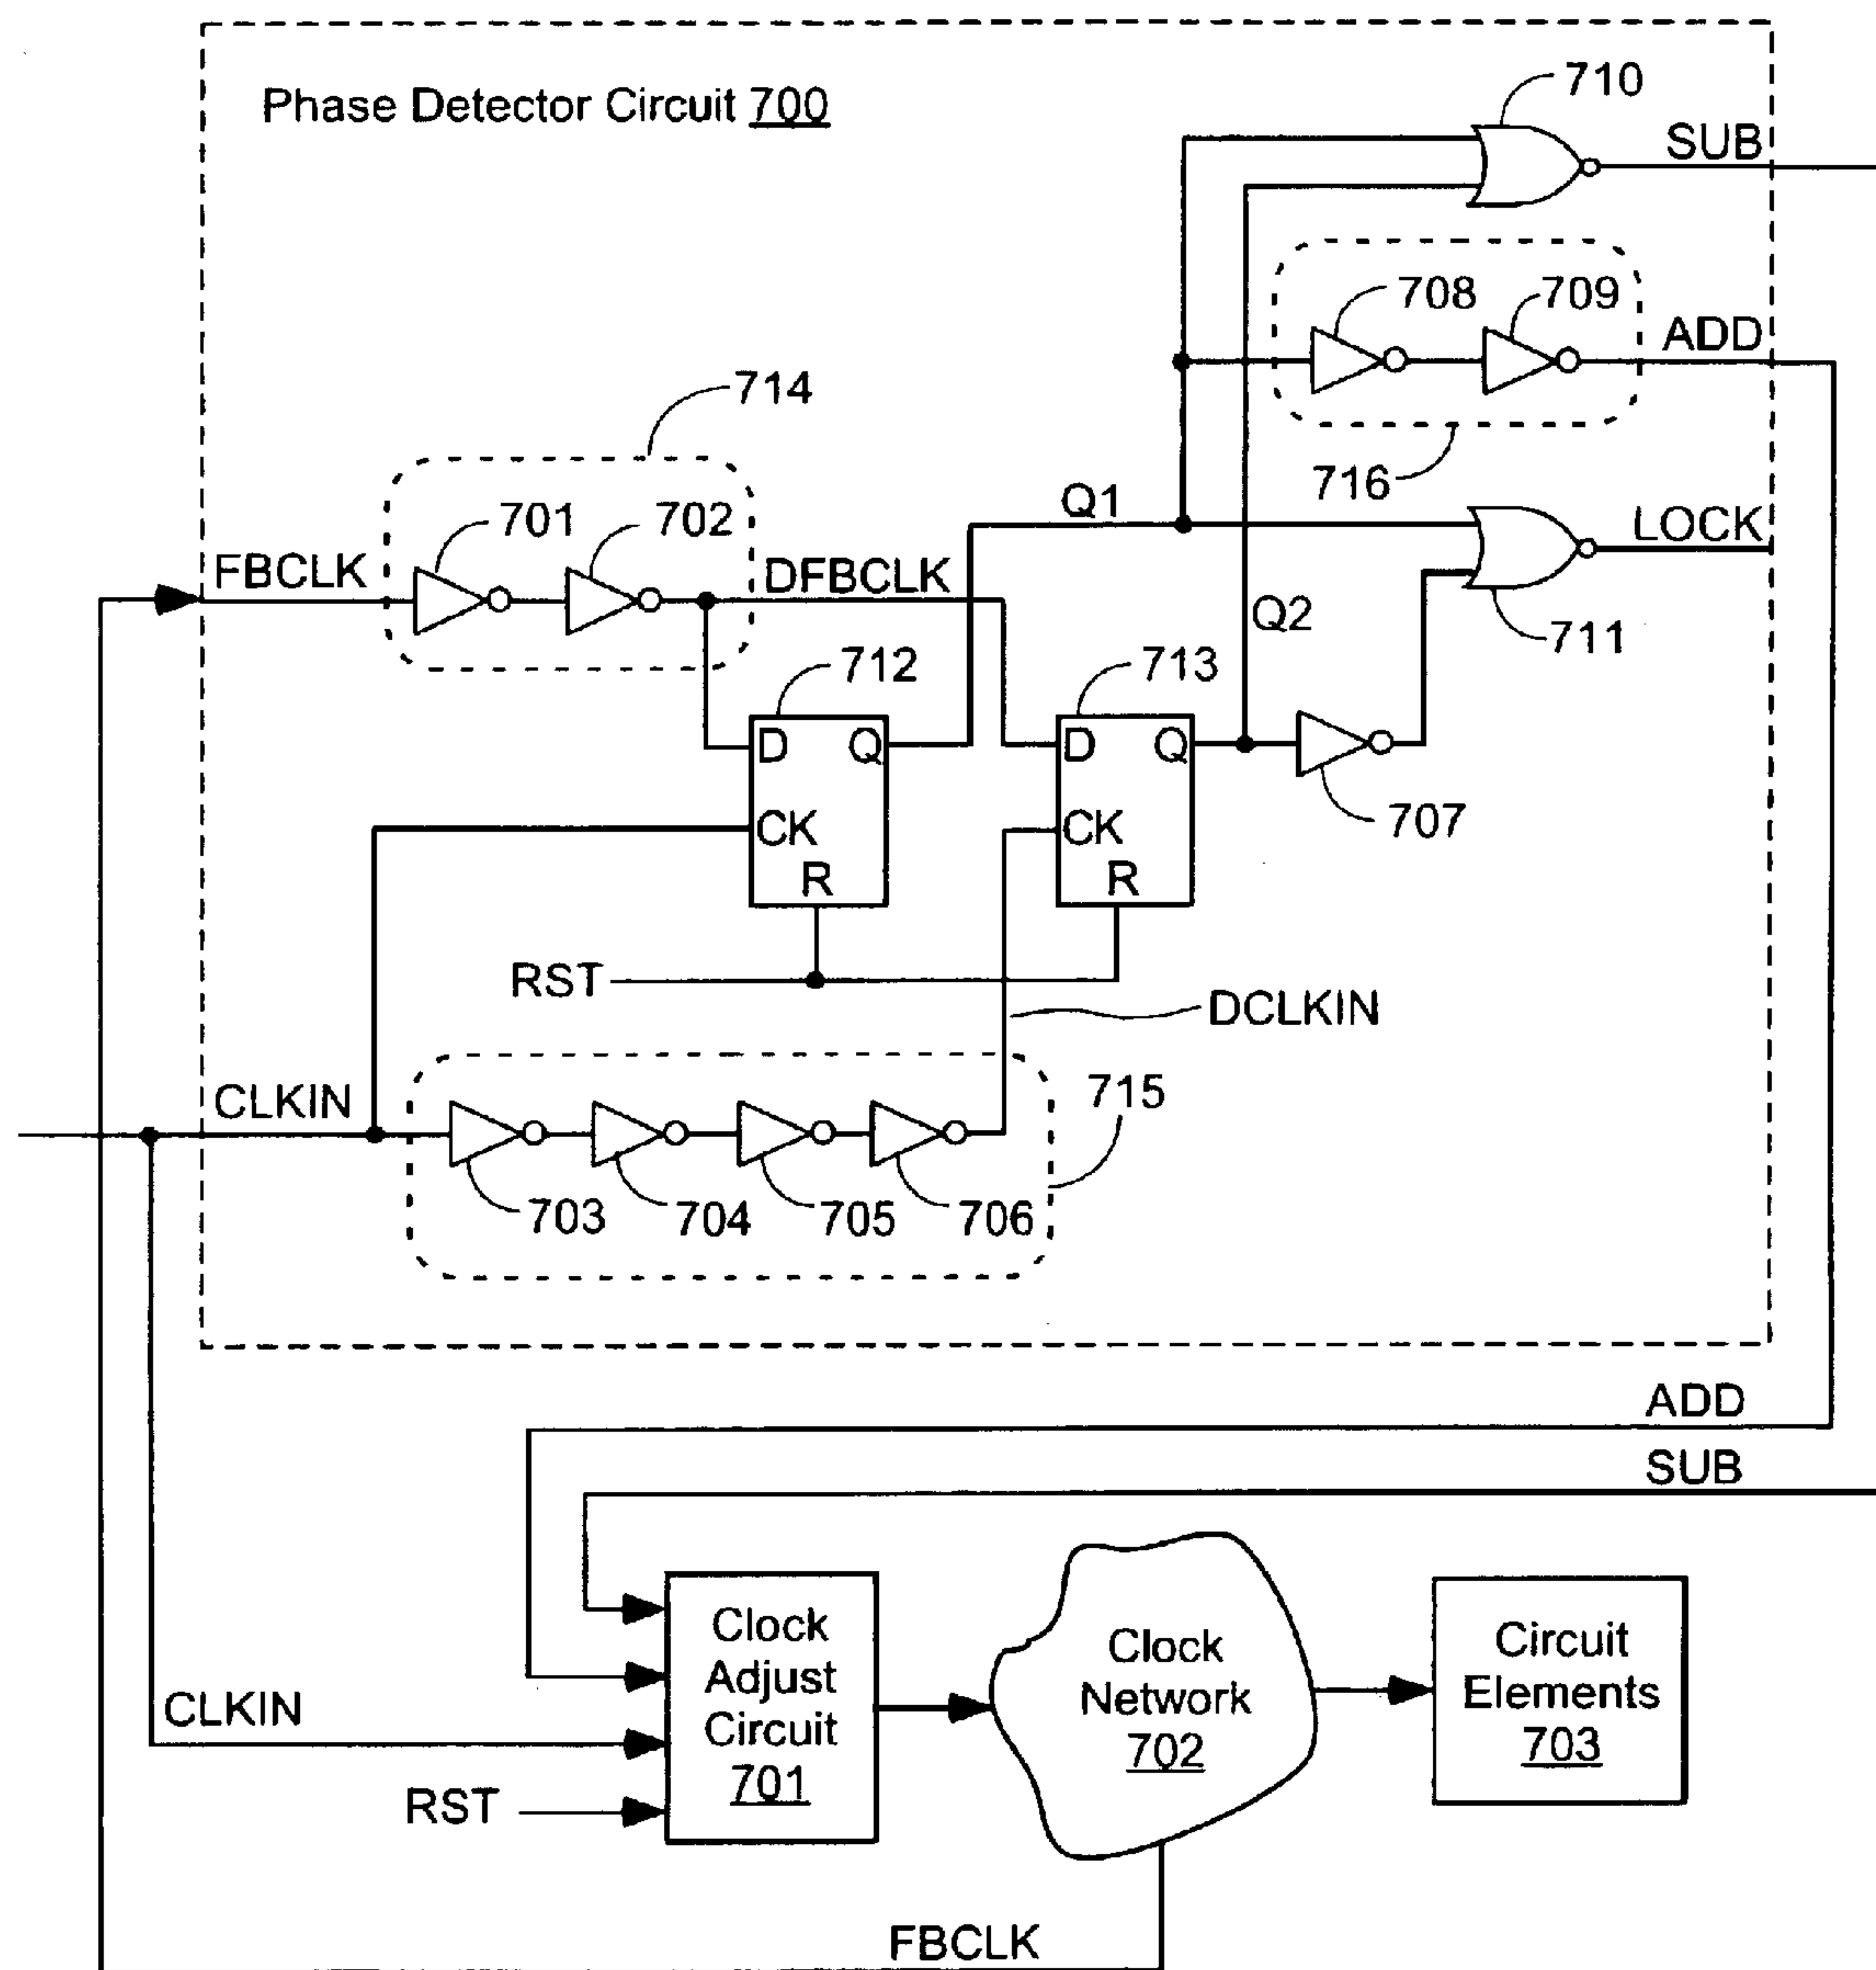 Phase Detector Circuit 700
710
SUB
708
709
ADD
714
716
701
702
Q1
LOCK
FBCLK
DFBCLK
Q2
711
712
713
D Q
D Q
CK
CK
707
R
R
RST
DCLKIN
CLKIN
715
703
704
705
706
ADD
SUB
Clock
Adjust
Circuit
701
Clock
Network
702
Circuit
Elements
703
CLKIN
RST
FBCLK